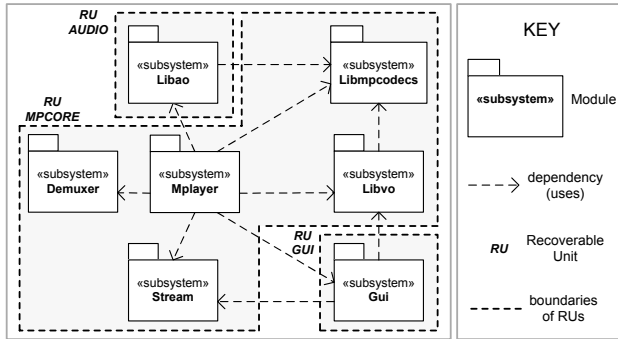 RU
AUDIO
«subsystem»
Libao
«subsystem»
Libmpcodecs
RU
MPCORE
«subsystem»
Demuxer
«subsystem»
Mplayer
«subsystem»
Libvo
RU
GUI
«subsystem»
Stream
«subsystem»
Gui
KEY
«subsystem»
Module
dependency
(uses)
RU
Recoverable
Unit
boundaries
of RUs